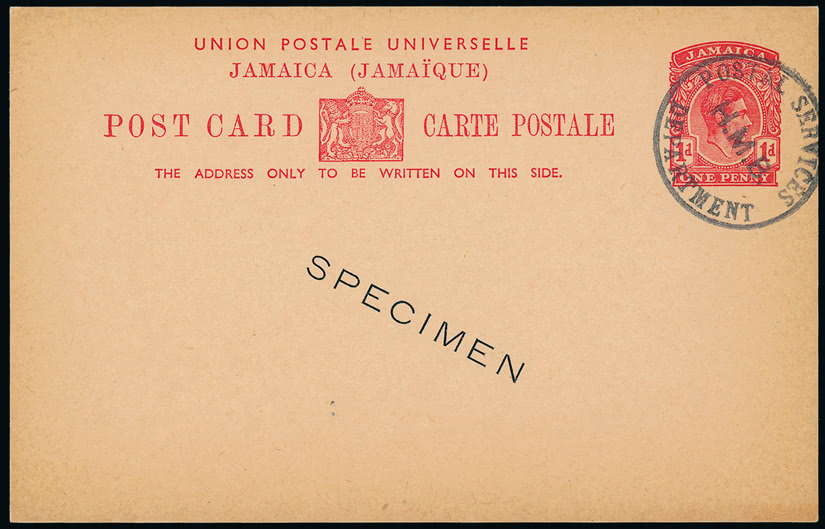 UNION POSTALE UNIVERSELLE
JAMAICA (JAMAÏQUE)
POST CARD CARTE POSTALE
THE ADDRESS ONLY TO BE WRITTEN ON THIS SIDE.
JAMAICA
1d 1d
ONE PENNY
POSTAL SERVICES
DEPARTMENT
SPECIMEN